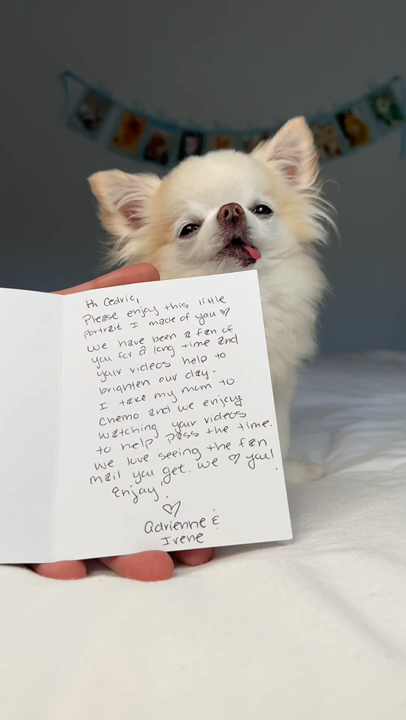 Hi Cedric,
Please enjoy this little
portrait I made of you ♡
We have been a fan of
you for a long time and
your videos help to
brighten our day.
I take my mom to
Chemo and we enjoy
watching your videos
to help pass the time.
We love seeing the fan
mail you get. We ♡ you!
Enjoy!
♡
Adrienne &
Irene